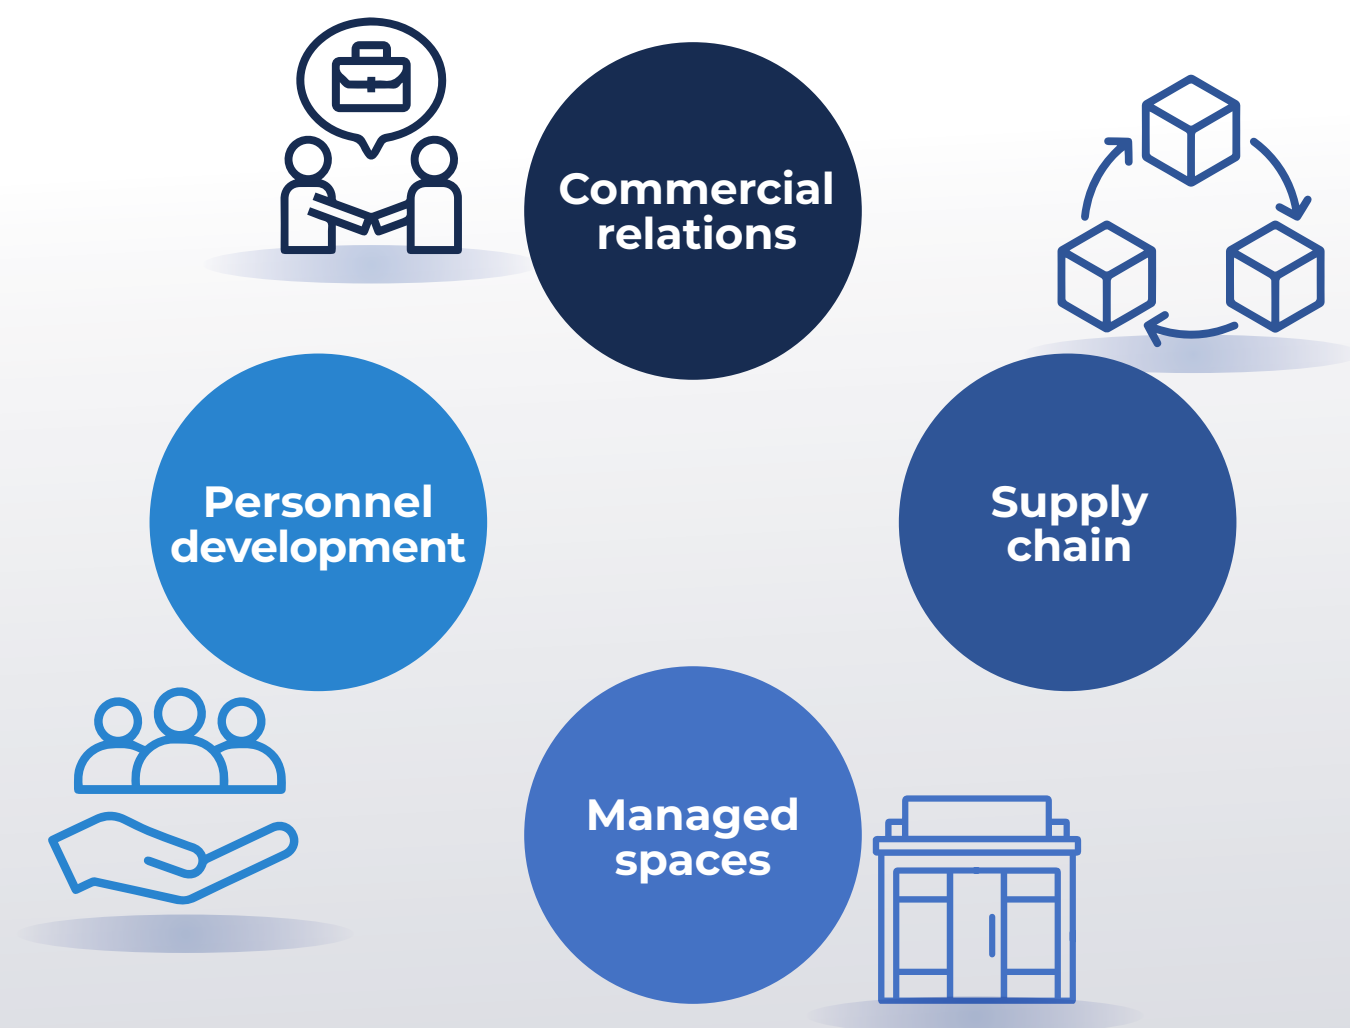 Commercial
relations
Personnel
development
Supply
chain
Managed
spaces